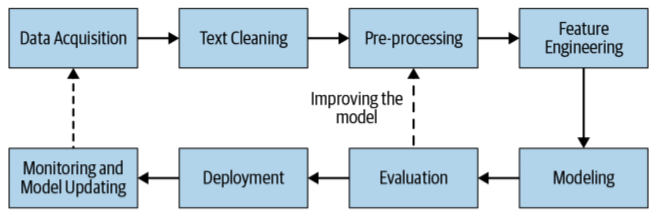 Data Acquisition
Text Cleaning
Pre-processing
Feature
Engineering
Improving the
model
Monitoring and
Model Updating
Deployment
Evaluation
Modeling